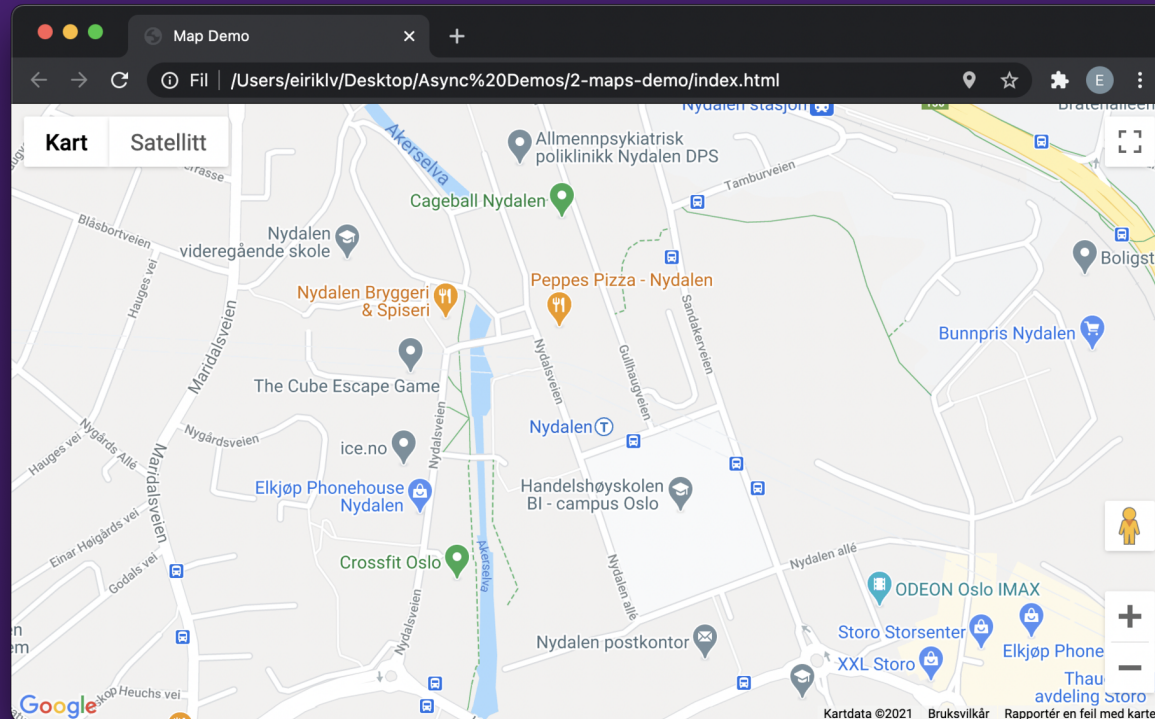 Map Demo
Fil
/Users/eiriklv/Desktop/Async%20Demos/2-maps-demo/index.html
E
Kart
Satellitt
Nydalen stasjon
150
Akerselva
Allmennpsykiatrisk
poliklinikk Nydalen DPS
Tamburveien
Cageball Nydalen
Blåsbortveien
Nydalen
videregående skole
Hauges vei
Boligst
Peppes Pizza - Nydalen
Nydalen Bryggeri
& Spiseri
Sandakerveien
Maridalsveien
Bunnpris Nydalen
Nydalsveien
Gullhaugveien
The Cube Escape Game
Nydalsveien
Nydalen
T
Nygårds Allé
Nygårdsveien
Hauges vei
ice.no
Maridalsveien
Elkjøp Phonehouse
Nydalen
Handelshøyskolen
BI - campus Oslo
Einar Høigårds vei
Godals vei
Crossfit Oslo
Akerselva
Nydalen allé
Nydalen allé
ODEON Oslo IMAX
Nydalsveien
Nydalen postkontor
Storo Storsenter
Elkjøp Phone
XXL Storo
Thau
avdeling Storo
Heuchs vei
Google
Kartdata ©2021
Bruksvilkår
Rapportér en feil med karte